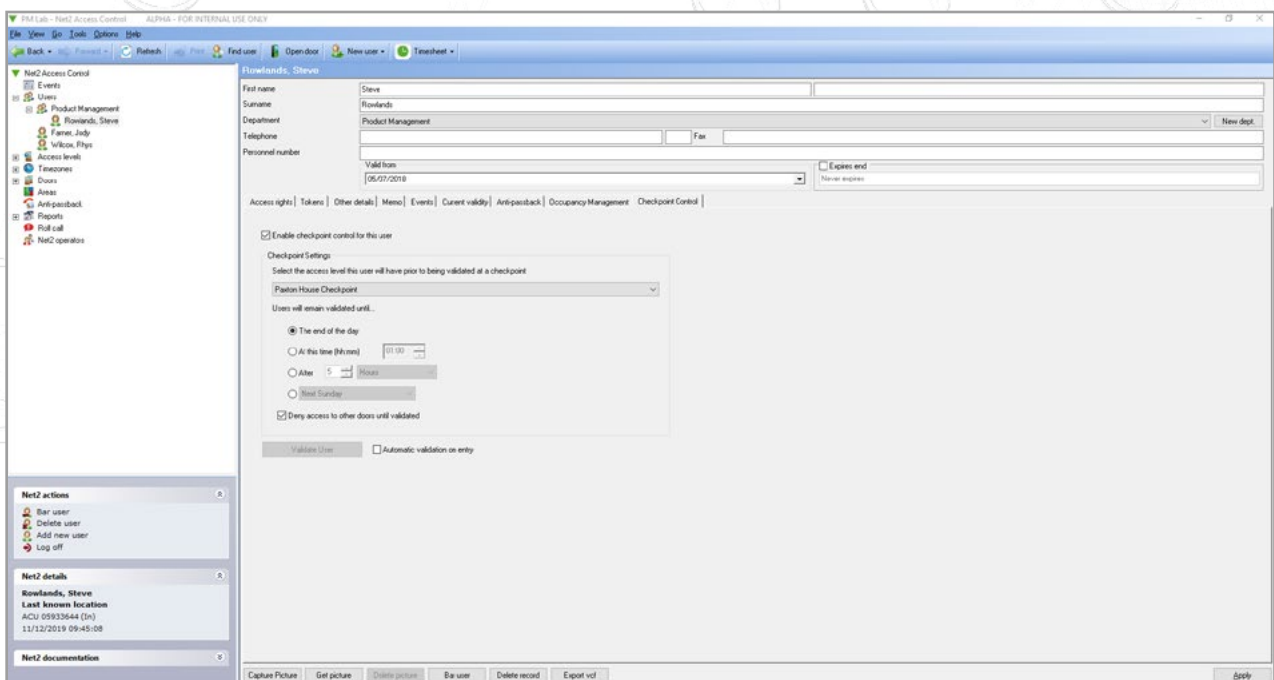 PM Lab - Net2 Access Control ALPHA - FOR INTERNAL USE ONLY
File View Go Tools Options Help
Back Forward Refresh Print Find user Open door New user Timesheet
Net2 Access Control
Events
Users
Product Management
Rowlands, Steve
Farner, Jody
Wilcox, Rhys
Access levels
Timezones
Doors
Areas
Anti-passback
Reports
Roll call
Net2 operators
Net2 actions
Bar user
Delete user
Add new user
Log off
Net2 details
Rowlands, Steve
Last known location
ACU 05933644 (In)
11/12/2019 09:45:08
Net2 documentation
Rowlands, Steve
First name Steve
Surname Rowlands
Department Product Management New dept.
Telephone Fax
Personnel number
Valid from Expires end
05/07/2018 Never expires
Access rights Tokens Other details Memo Events Current validity Anti-passback Occupancy Management Checkpoint Control
Enable checkpoint control for this user
Checkpoint Settings
Select the access level this user will have prior to being validated at a checkpoint
Paxton House Checkpoint
Users will remain validated until...
The end of the day
At this time (hh:mm) 01:00
After 5 Hours
Next Sunday
Deny access to other doors until validated
Validate User Automatic validation on entry
Capture Picture Get picture Delete picture Bar user Delete record Export vcf Apply